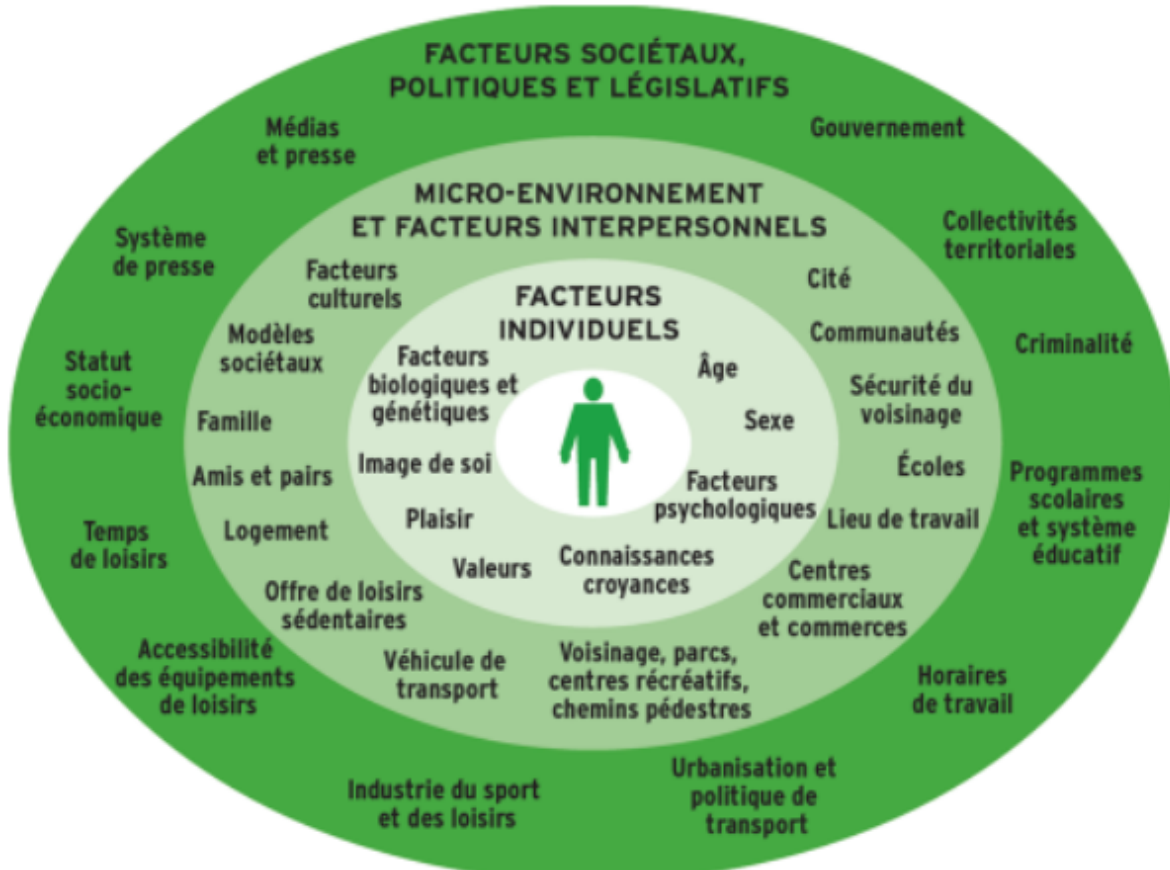 FACTEURS SOCIÉTAUX,
POLITIQUES ET LÉGISLATIFS
Médias
et presse
Gouvernement
Système
de presse
Collectivités
territoriales
Statut
socio-
économique
Criminalité
Temps
de loisirs
Programmes
scolaires
et système
éducatif
Accessibilité
des équipements
de loisirs
Horaires
de travail
Industrie du sport
et des loisirs
Urbanisation et
politique de
transport
MICRO-ENVIRONNEMENT
ET FACTEURS INTERPERSONNELS
Facteurs
culturels
Cité
Modèles
sociétaux
Communautés
Famille
Sécurité du
voisinage
Amis et pairs
Écoles
Logement
Lieu de travail
Offre de loisirs
sédentaires
Centres
commerciaux
et commerces
Véhicule de
transport
Voisinage, parcs,
centres récréatifs,
chemins pédestres
FACTEURS
INDIVIDUELS
Facteurs
biologiques et
génétiques
Âge
Sexe
Image de soi
Facteurs
psychologiques
Plaisir
Valeurs
Connaissances
croyances